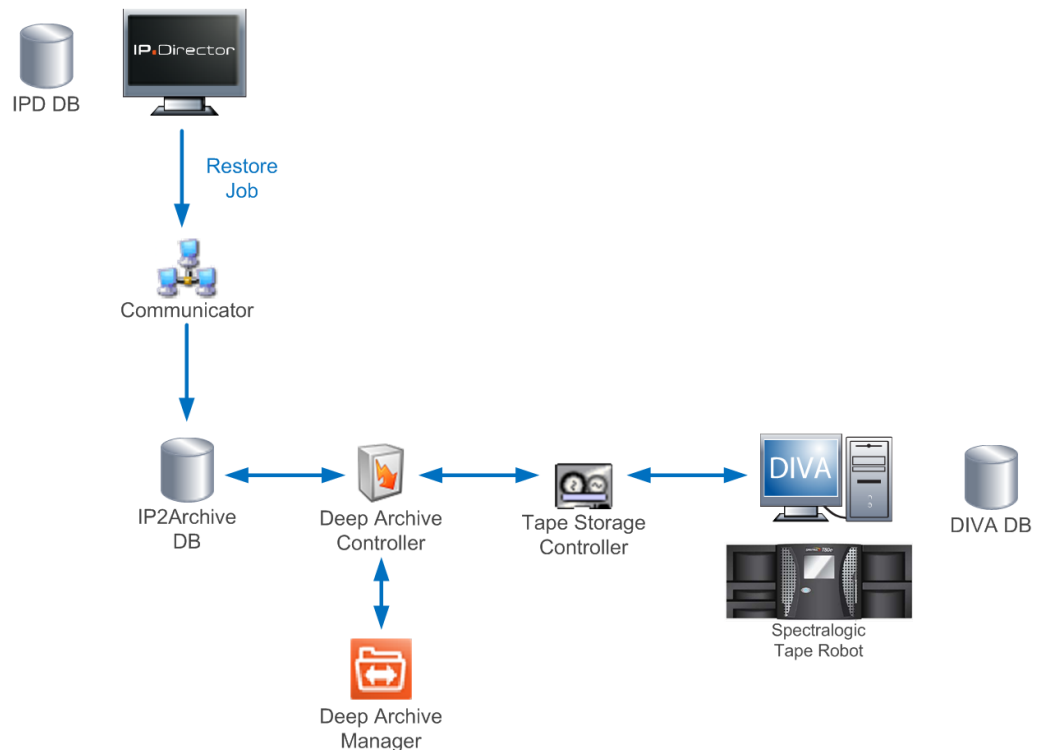 IP.Director
IPD DB
Restore
Job
Communicator
DIVA
IP2Archive
DB
Deep Archive
Controller
Tape Storage
Controller
DIVA DB
Spectralogic
Tape Robot
Deep Archive
Manager